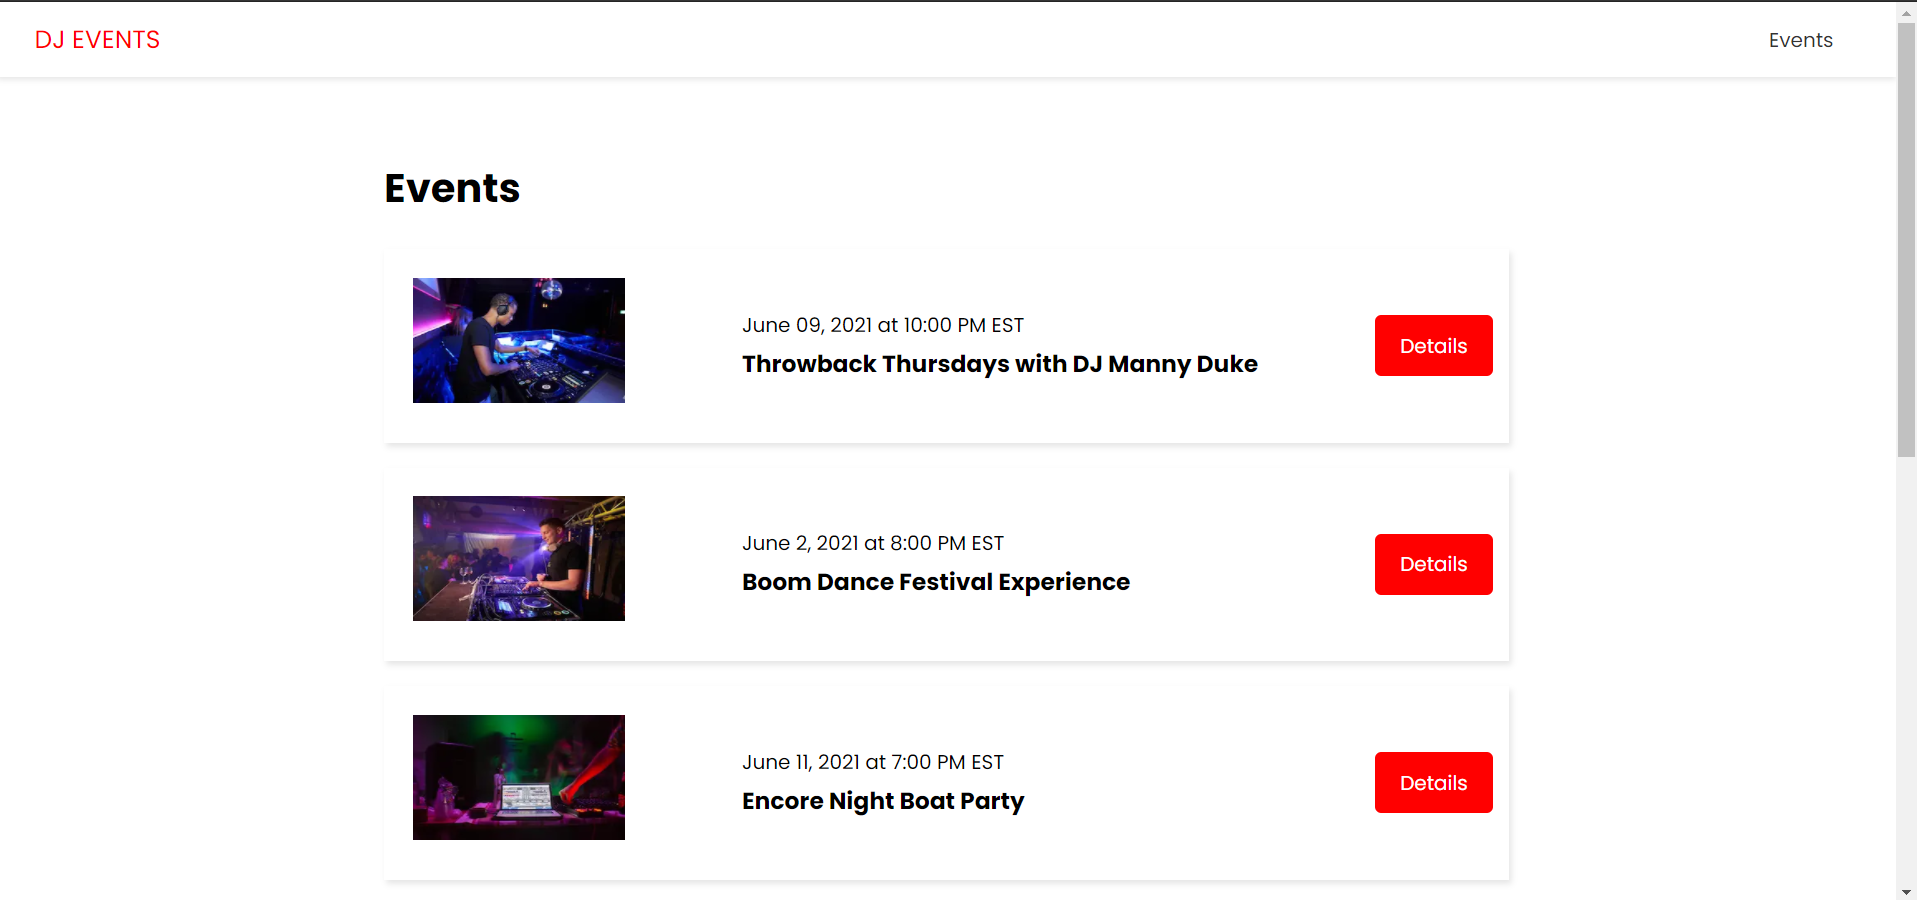 DJ EVENTS
Events
Events
June 09, 2021 at 10:00 PM EST
Throwback Thursdays with DJ Manny Duke
Details
June 2, 2021 at 8:00 PM EST
Boom Dance Festival Experience
Details
June 11, 2021 at 7:00 PM EST
Encore Night Boat Party
Details